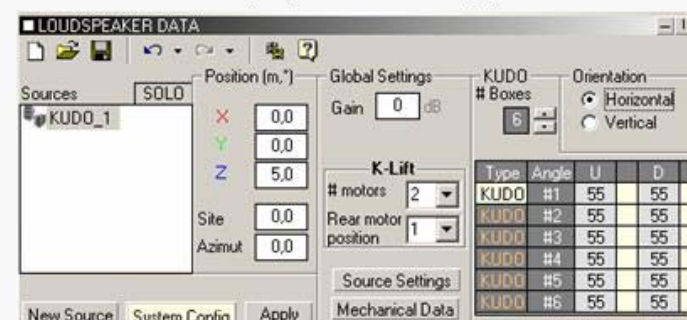 LOUDSPEAKER DATA
Sources
SOLO
KUDO_1
Position (m,°)
X 0,0
Y 0,0
Z 5,0
Site 0,0
Azimut 0,0
Global Settings
Gain 0 dB
K-Lift
# motors 2
Rear motor position 1
Source Settings
Mechanical Data
KUDO
# Boxes
6
Orientation
Horizontal
Vertical
Type Angle U D
KUDO #1 55 55
KUDO #2 55 55
KUDO #3 55 55
KUDO #4 55 55
KUDO #5 55 55
KUDO #6 55 55
New Source System Config Apply